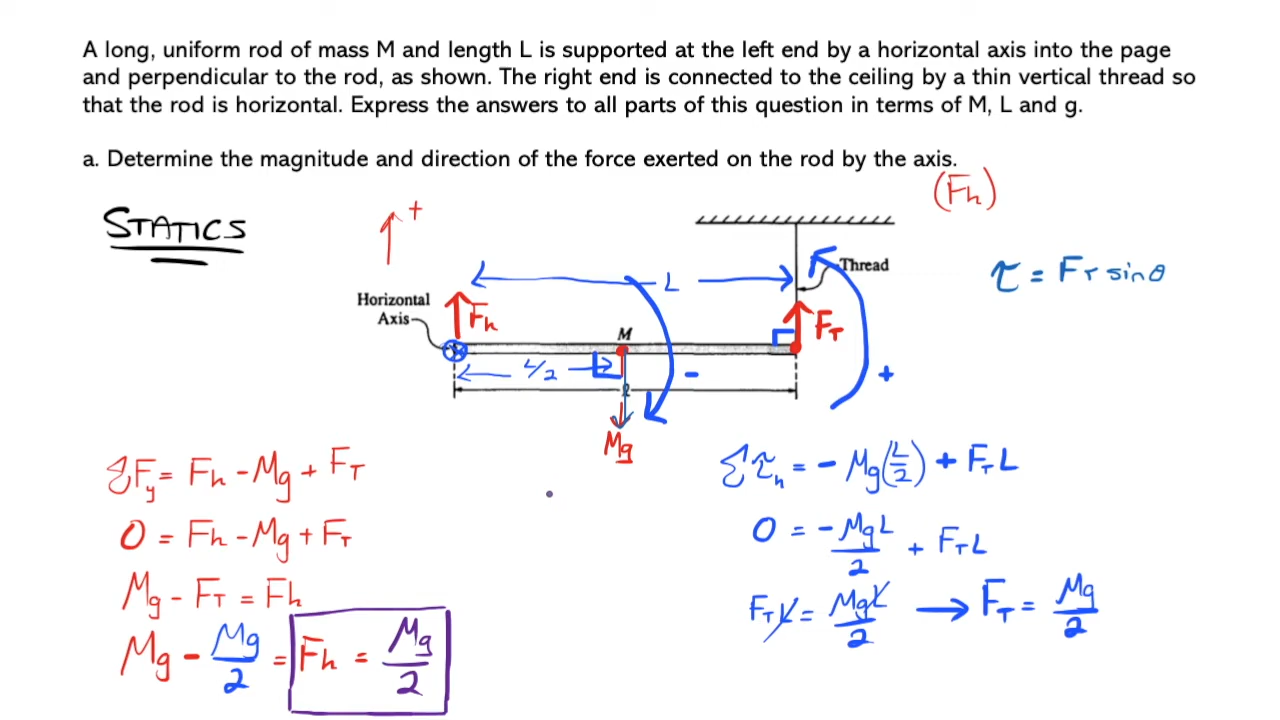 A long, uniform rod of mass M and length L is supported at the left end by a horizontal axis into the page
and perpendicular to the rod, as shown. The right end is connected to the ceiling by a thin vertical thread so
that the rod is horizontal. Express the answers to all parts of this question in terms of M, L and g.
a. Determine the magnitude and direction of the force exerted on the rod by the axis.
(Fh)
STATICS
+
τ = Fr sinθ
Thread
L
Horizontal
Axis
Fh
M
FT
L/2
-
+
ℓ
Mg
ΣFy = Fh - Mg + FT
0 = Fh - Mg + FT
Mg - FT = Fh
Mg - Mg/2 = Fh = Mg/2
Στh = - Mg(L/2) + FTL
0 = - MgL/2 + FTL
FTL = MgL/2 → FT = Mg/2